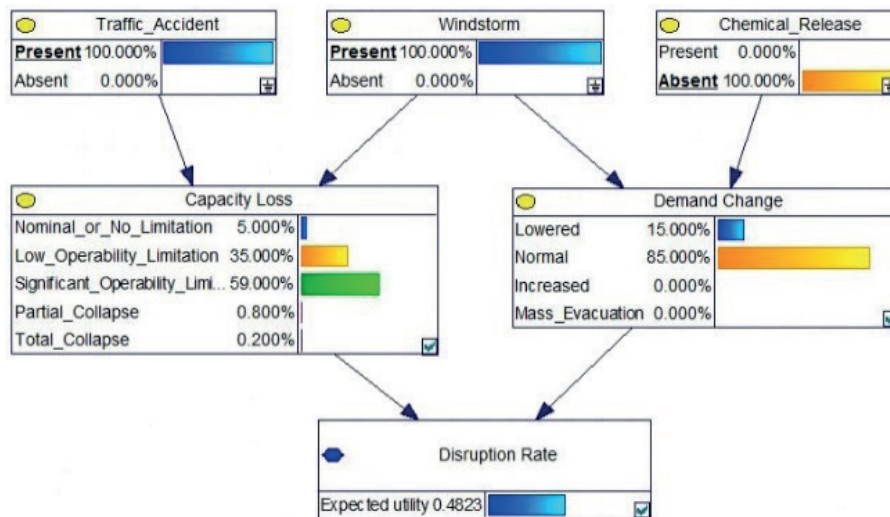 Traffic_Accident
Present 100.000%
Absent 0.000%
Windstorm
Present 100.000%
Absent 0.000%
Chemical_Release
Present 0.000%
Absent 100.000%
Capacity Loss
Nominal_or_No_Limitation 5.000%
Low_Operability_Limitation 35.000%
Significant_Operability_Limi... 59.000%
Partial_Collapse 0.800%
Total_Collapse 0.200%
Demand Change
Lowered 15.000%
Normal 85.000%
Increased 0.000%
Mass_Evacuation 0.000%
Disruption Rate
Expected utility 0.4823